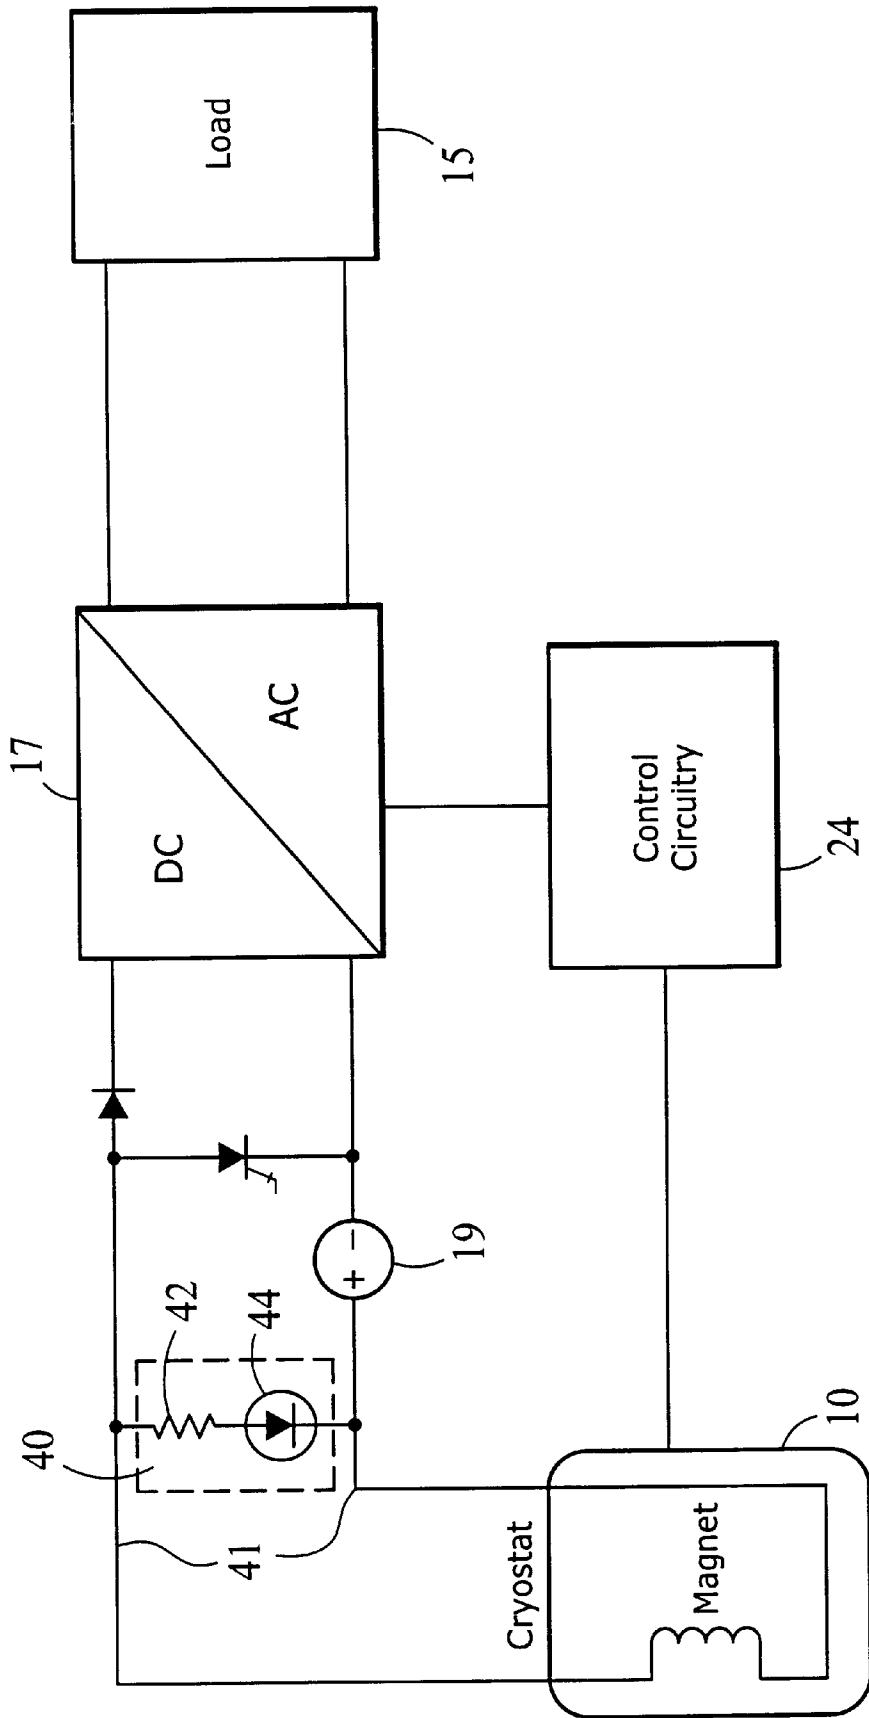 Load
15
17
DC
AC
Control
Circuitry
24
19
+ −
42
44
40
41
Cryostat
Magnet
10